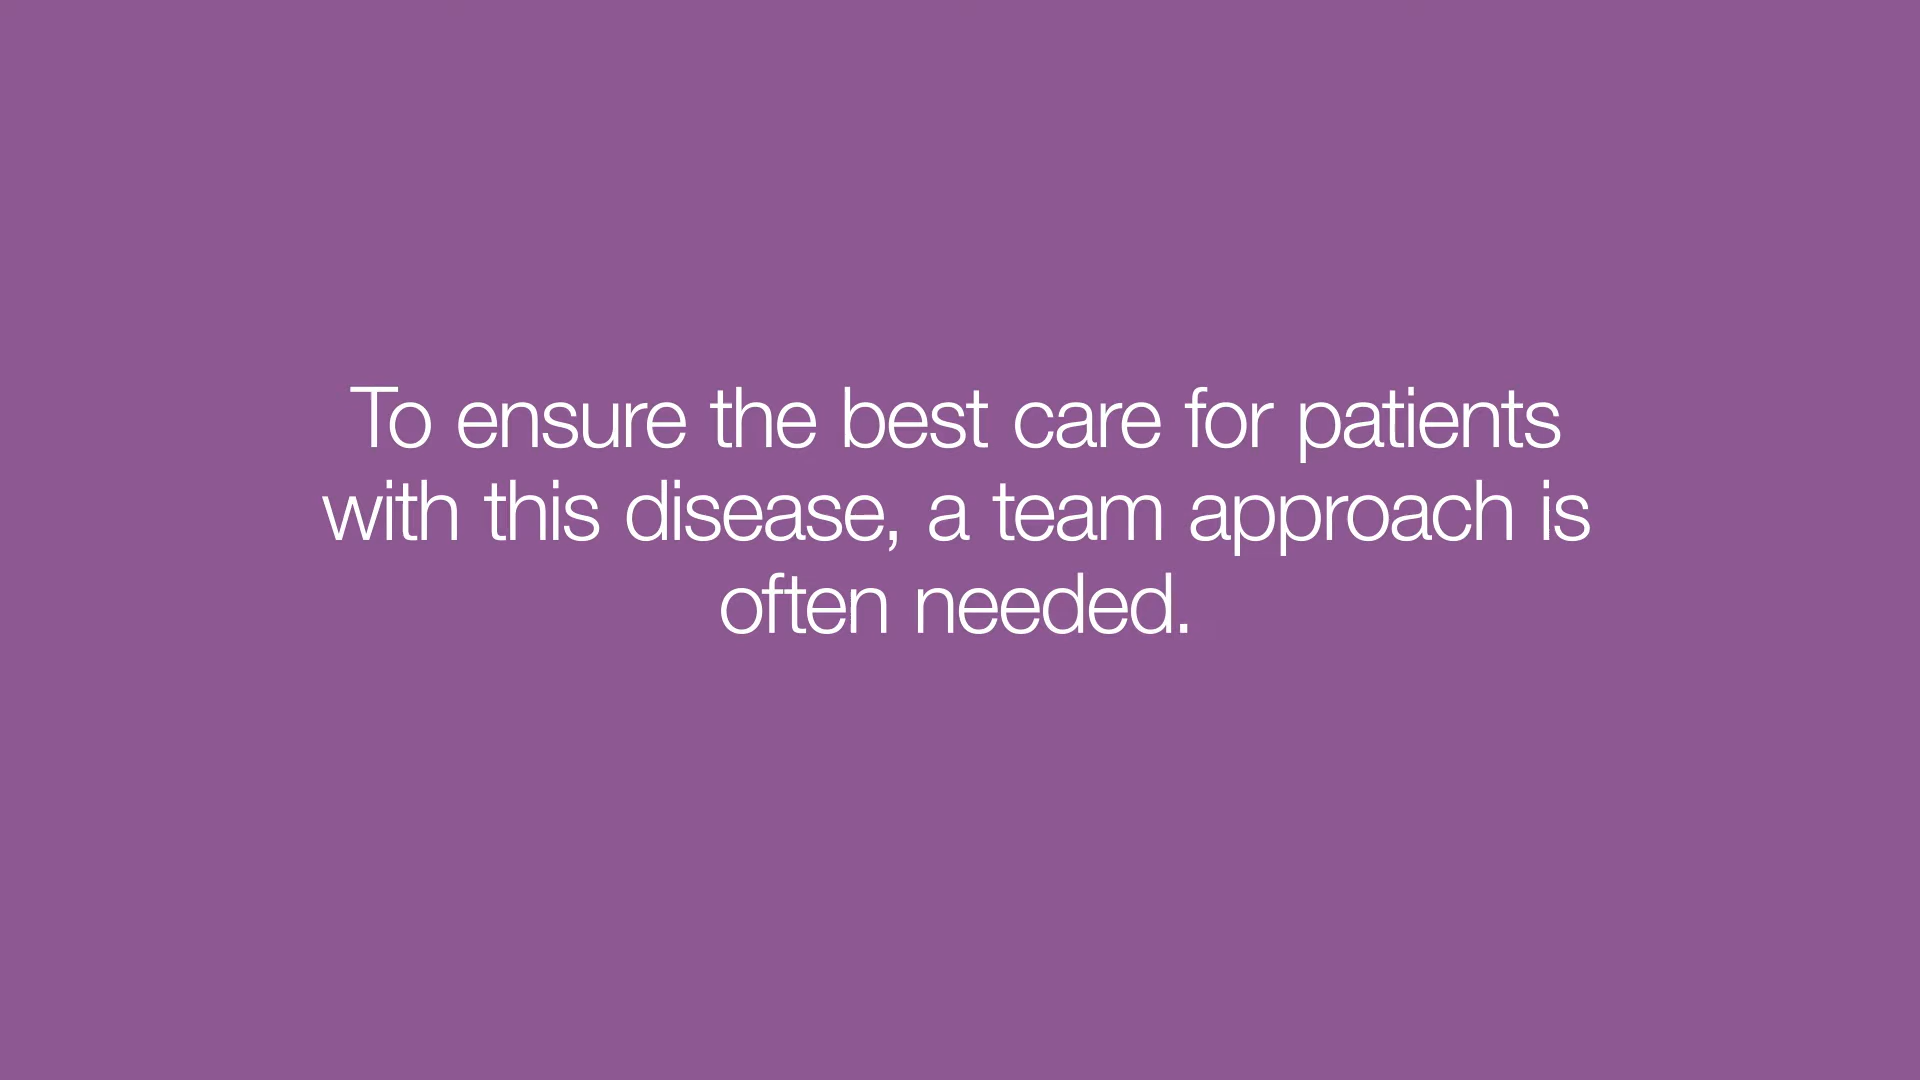 To ensure the best care for patients
with this disease, a team approach is
often needed.